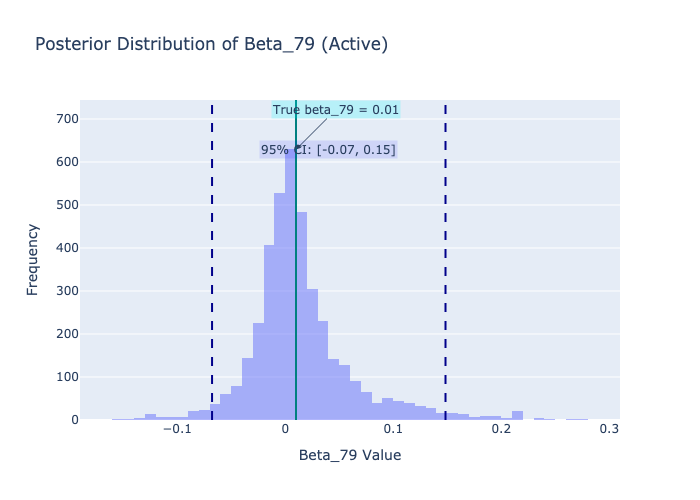 Posterior Distribution of Beta_79 (Active)
True beta_79 = 0.01
95% CI: [-0.07, 0.15]
700
600
500
400
300
200
100
0
Frequency
−0.1
0
0.1
0.2
0.3
Beta_79 Value